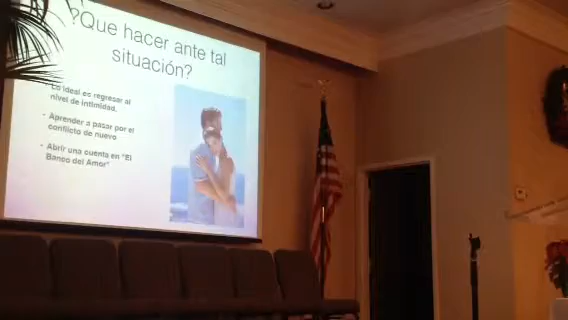 ?Que hacer ante tal
situación?
• Lo ideal es regresar al
nivel de intimidad.
• Aprender a pasar por el
conflicto de nuevo
• Abrir una cuenta en "El
Banco del Amor"